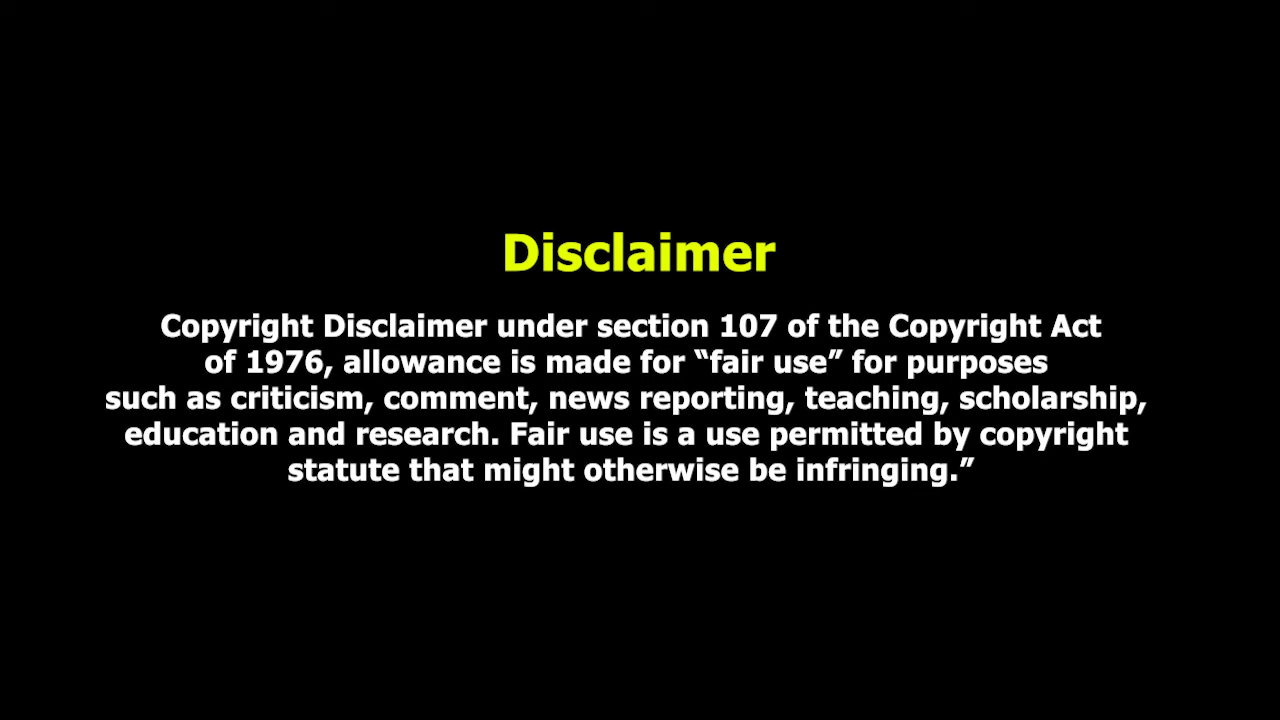 Disclaimer
Copyright Disclaimer under section 107 of the Copyright Act
of 1976, allowance is made for “fair use” for purposes
such as criticism, comment, news reporting, teaching, scholarship,
education and research. Fair use is a use permitted by copyright
statute that might otherwise be infringing.”